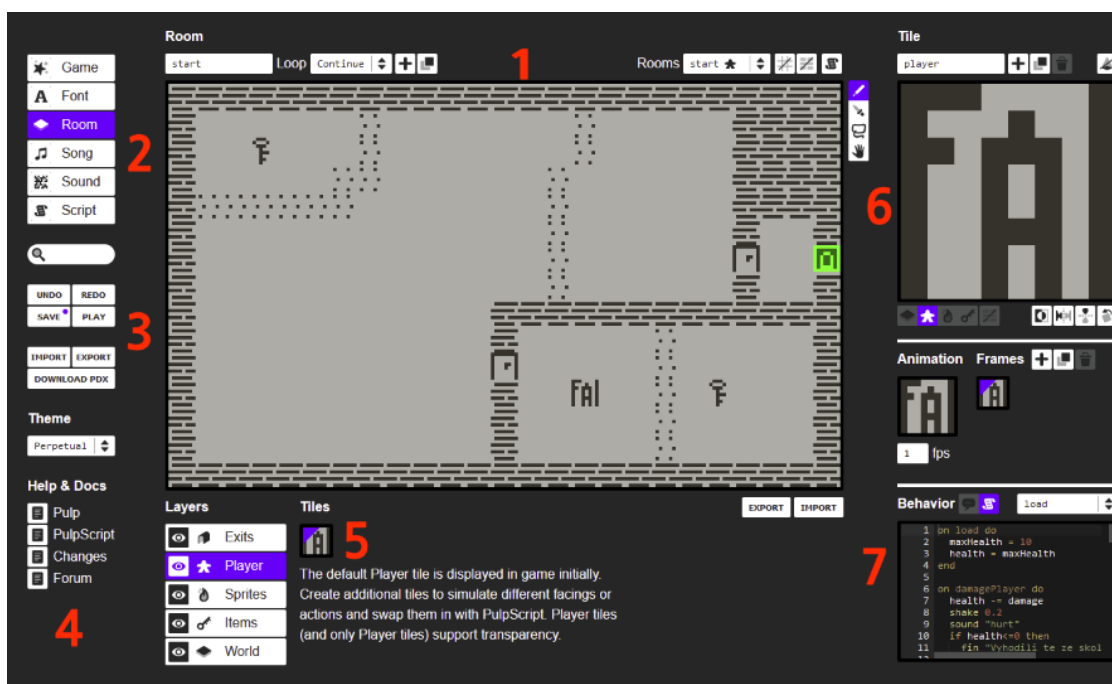 Room
Tile
start
Loop
Continue
1
Rooms
start
player
Game
Font
Room
Song
Sound
Script
2
6
FAI
UNDO
REDO
SAVE
PLAY
3
IMPORT
EXPORT
DOWNLOAD PDX
Theme
Perpetual
Animation
Frames
1
fps
Help & Docs
Pulp
PulpScript
Changes
Forum
4
Layers
Exits
Player
Sprites
Items
World
Tiles
5
EXPORT
IMPORT
The default Player tile is displayed in game initially.
Create additional tiles to simulate different facings or
actions and swap them in with PulpScript. Player tiles
(and only Player tiles) support transparency.
Behavior
load
7
1 on load do
2 maxHealth = 10
3 health = maxHealth
4 end
5
6 on damagePlayer do
7 health -= damage
8 shake 0.2
9 sound "hurt"
10 if health<=0 then
11 fin "Vyhodili te ze skol